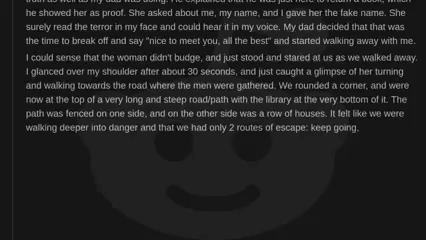 truth as well as my dad was doing. He explained that he was just here to return a book, which
he showed her as proof. She asked about me, my name, and I gave her the fake name. She
surely read the terror in my face and could hear it in my voice. My dad decided that that was
the time to break off and say "nice to meet you, all the best" and started walking away with me.
I could sense that the woman didn't budge, and just stood and stared at us as we walked away.
I glanced over my shoulder after about 30 seconds, and just caught a glimpse of her turning
and walking towards the road where the men were gathered. We rounded a corner, and were
now at the top of a very long and steep road/path with the library at the very bottom of it. The
path was fenced on one side, and on the other side was a row of houses. It felt like we were
walking deeper into danger and that we had only 2 routes of escape: keep going,